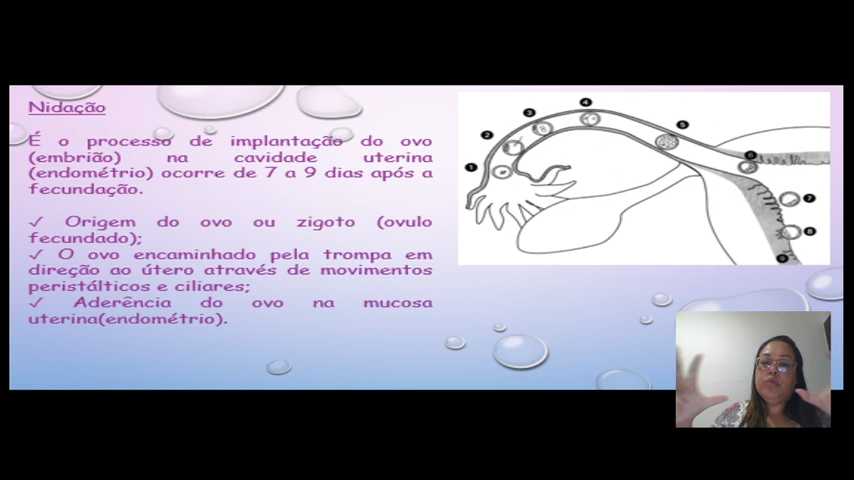 Nidação
É o processo de implantação do ovo
(embrião) na cavidade uterina
(endométrio) ocorre de 7 a 9 dias após a
fecundação.
✓ Origem do ovo ou zigoto (ovulo
fecundado);
✓ O ovo encaminhado pela trompa em
direção ao útero através de movimentos
peristálticos e ciliares;
✓ Aderência do ovo na mucosa
uterina(endométrio).
1
2
3
4
5
6
7
8
9